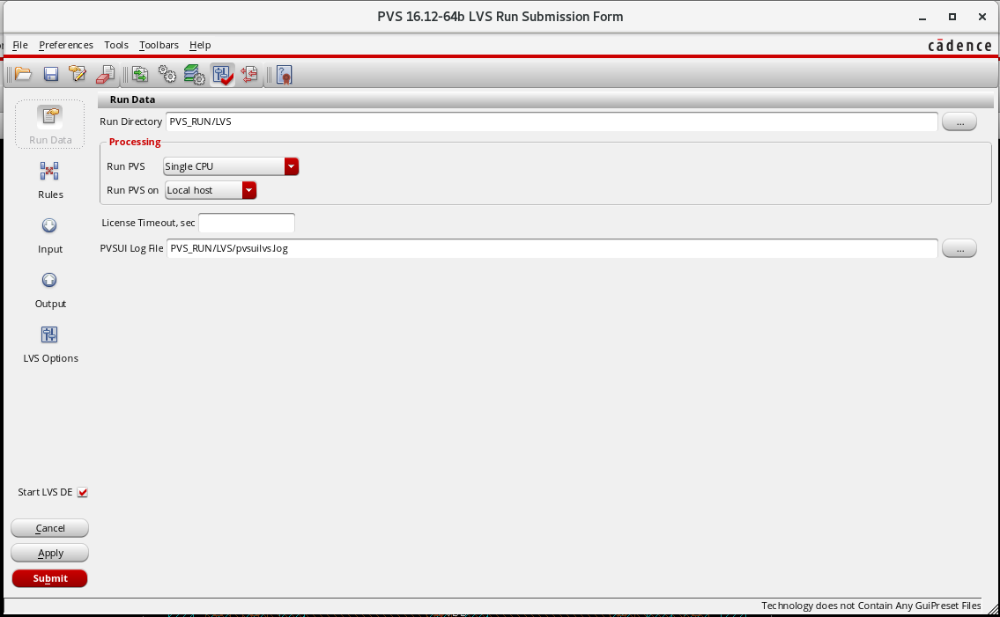 PVS 16.12-64b LVS Run Submission Form
File Preferences Tools Toolbars Help
cādence
Run Data
Run Data
Rules
Input
Output
LVS Options
Run Directory PVS_RUN/LVS ...
Processing
Run PVS Single CPU
Run PVS on Local host
License Timeout, sec
PVSUI Log File PVS_RUN/LVS/pvsuilvs.log ...
Start LVS DE
Cancel
Apply
Submit
Technology does not Contain Any GuiPreset Files